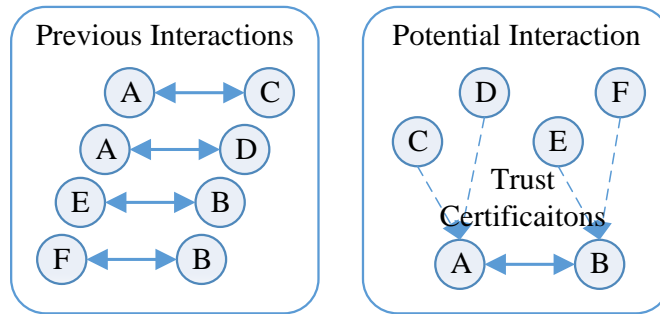 Previous Interactions
A C
A D
E B
F B
Potential Interaction
D F
C E
Trust
Certificaitons
A B